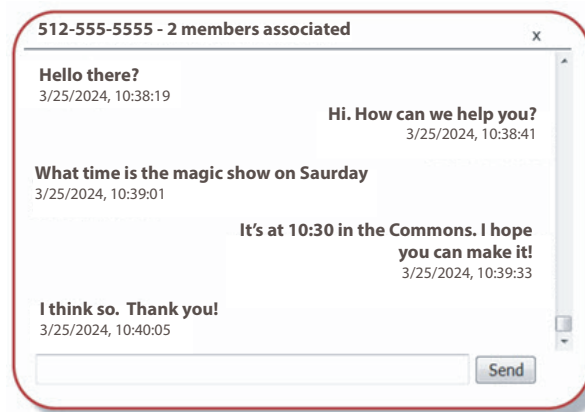 512-555-5555 - 2 members associated
x
Hello there?
3/25/2024, 10:38:19
Hi. How can we help you?
3/25/2024, 10:38:41
What time is the magic show on Saurday
3/25/2024, 10:39:01
It’s at 10:30 in the Commons. I hope
you can make it!
3/25/2024, 10:39:33
I think so.  Thank you!
3/25/2024, 10:40:05
Send